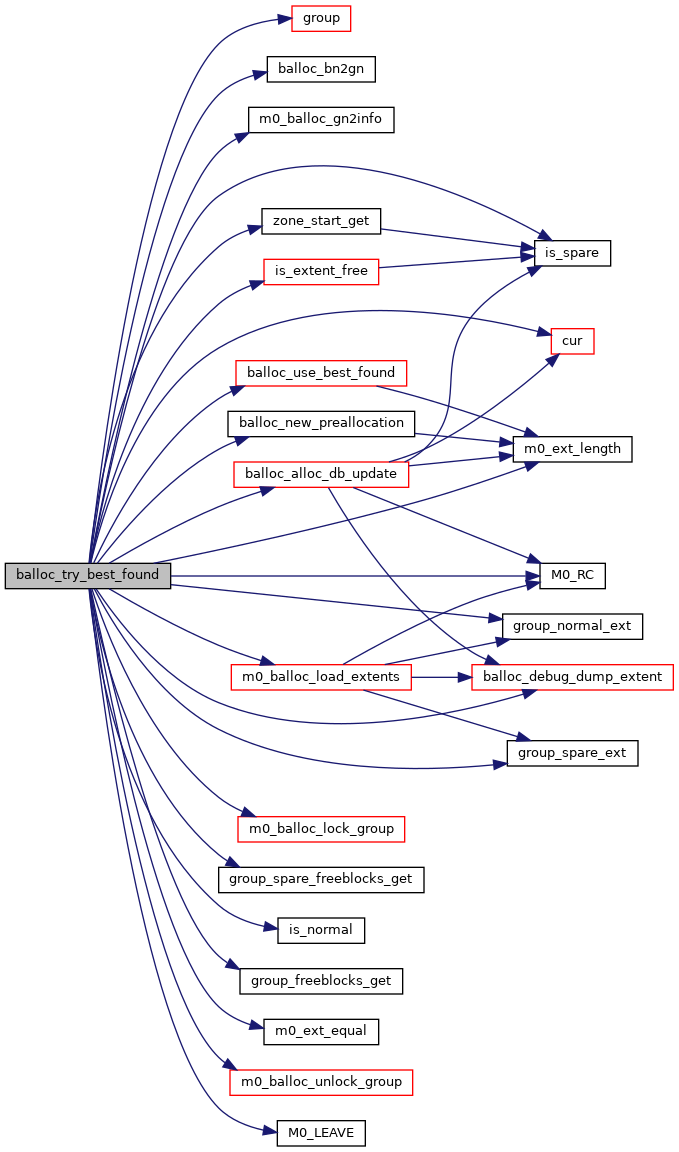 group
balloc_bn2gn
m0_balloc_gn2info
zone_start_get
is_spare
is_extent_free
cur
balloc_use_best_found
balloc_new_preallocation
m0_ext_length
balloc_alloc_db_update
balloc_try_best_found
M0_RC
group_normal_ext
m0_balloc_load_extents
balloc_debug_dump_extent
group_spare_ext
m0_balloc_lock_group
group_spare_freeblocks_get
is_normal
group_freeblocks_get
m0_ext_equal
m0_balloc_unlock_group
M0_LEAVE